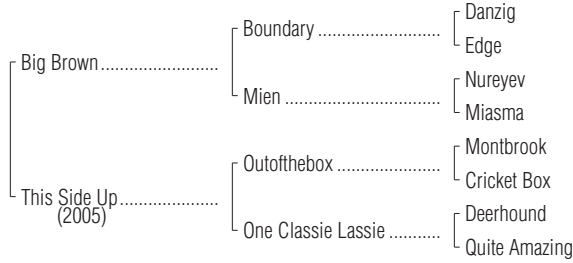 Danzig
Boundary ........................
Edge
Big Brown........................
Nureyev
Mien ................................
Miasma
Montbrook
Outofthebox .....................
Cricket Box
This Side Up....................
(2005)
Deerhound
One Classie Lassie ...........
Quite Amazing